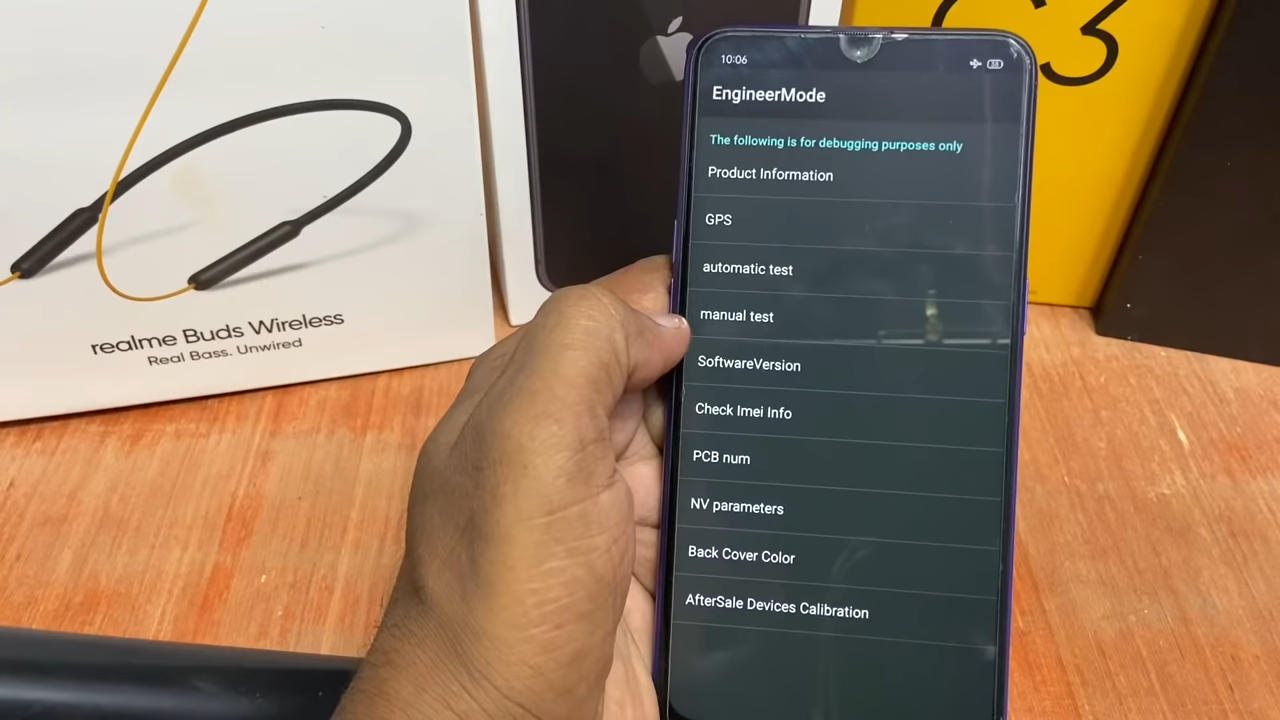 realme Buds Wireless
Real Bass. Unwired
C3
10:06
EngineerMode
The following is for debugging purposes only
Product Information
GPS
automatic test
manual test
SoftwareVersion
Check Imei Info
PCB num
NV parameters
Back Cover Color
AfterSale Devices Calibration